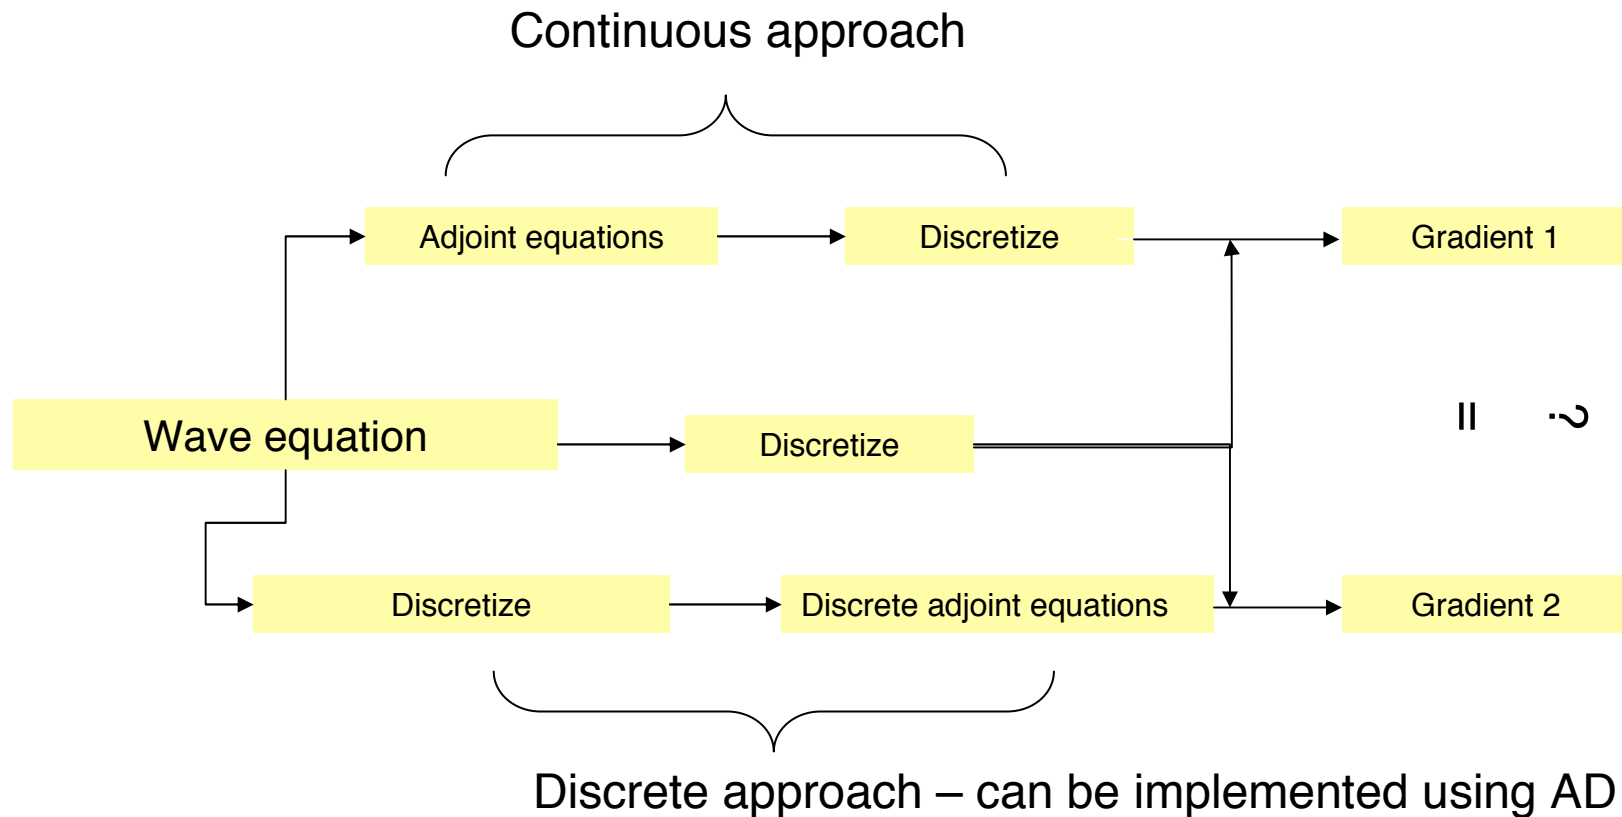 Continuous approach
Adjoint equations
Discretize
Gradient 1
Wave equation
Discretize
= ?
Discretize
Discrete adjoint equations
Gradient 2
Discrete approach – can be implemented using AD